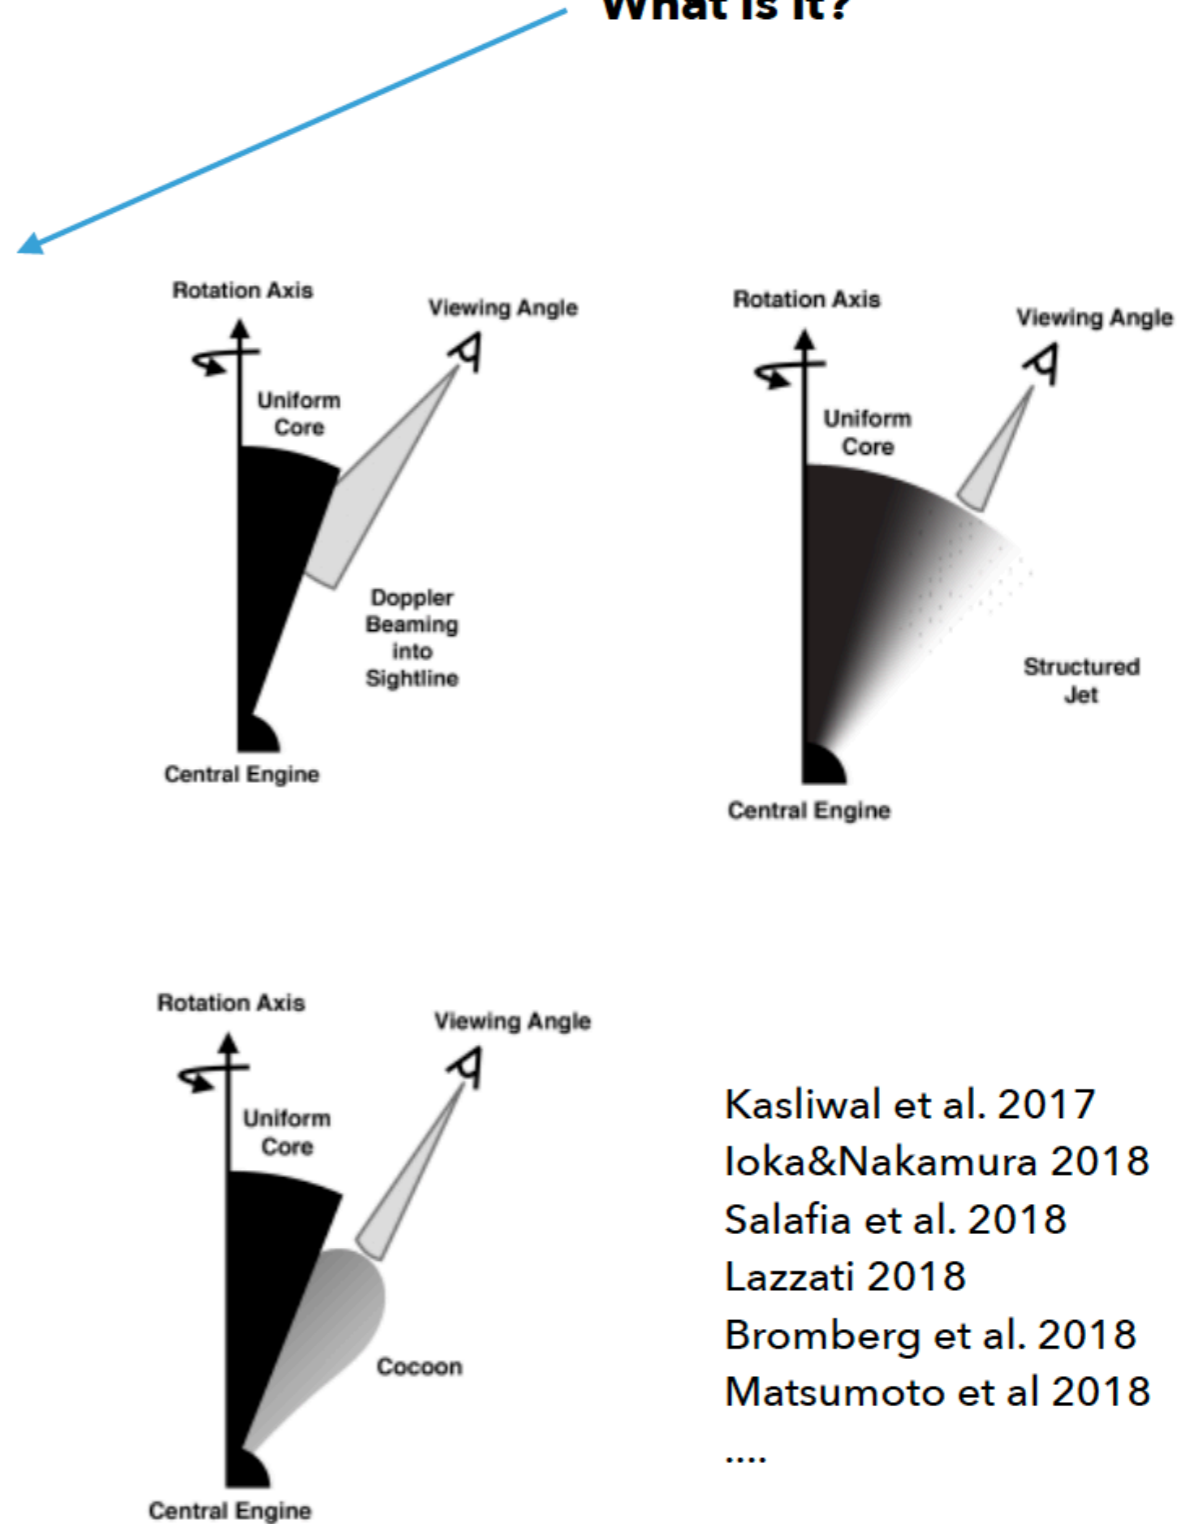 What is it?
Rotation Axis
Viewing Angle
Uniform
Core
Doppler
Beaming
into
Sightline
Central Engine
Rotation Axis
Viewing Angle
Uniform
Core
Structured
Jet
Central Engine
Rotation Axis
Viewing Angle
Uniform
Core
Cocoon
Central Engine
Kasliwal et al. 2017
Ioka&Nakamura 2018
Salafia et al. 2018
Lazzati 2018
Bromberg et al. 2018
Matsumoto et al 2018
....